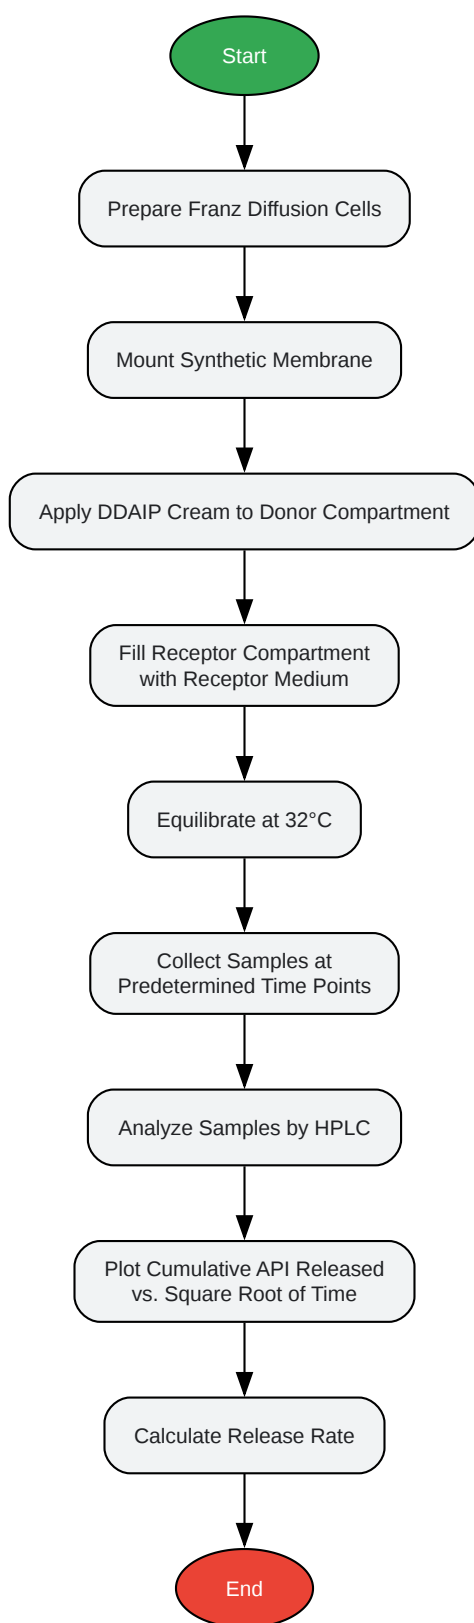 Start
Prepare Franz Diffusion Cells
Mount Synthetic Membrane
Apply DDAIP Cream to Donor Compartment
Fill Receptor Compartment
with Receptor Medium
Equilibrate at 32°C
Collect Samples at
Predetermined Time Points
Analyze Samples by HPLC
Plot Cumulative API Released
vs. Square Root of Time
Calculate Release Rate
End